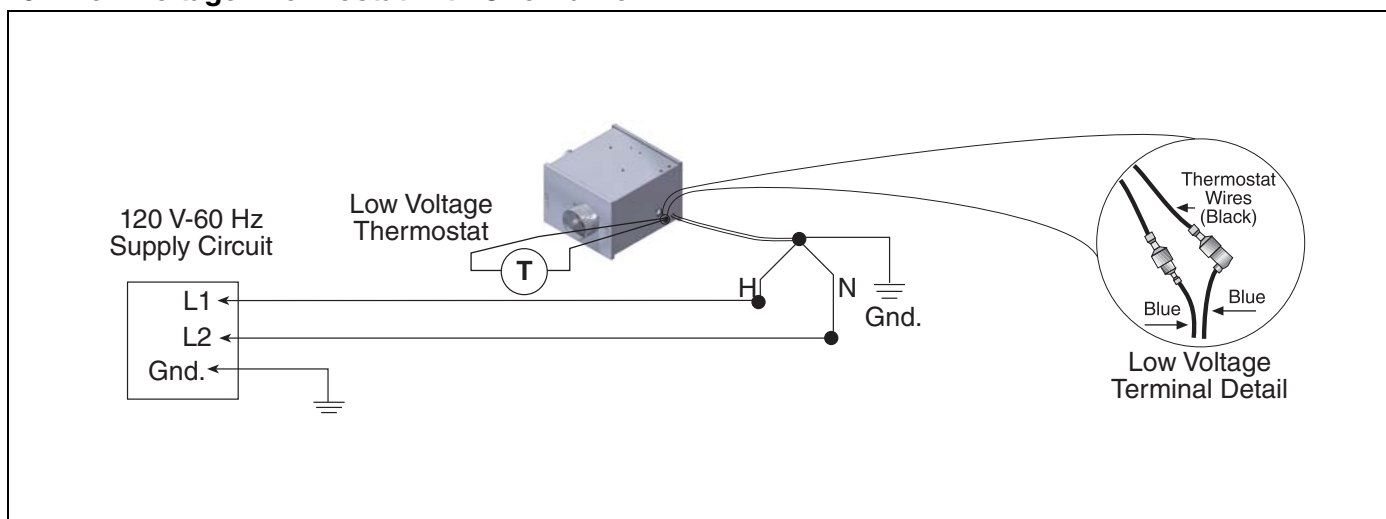 120 V-60 Hz
Supply Circuit
L1
L2
Gnd.
Low Voltage
Thermostat
T
H
N
Gnd.
Thermostat
Wires
(Black)
Blue
Blue
Low Voltage
Terminal Detail